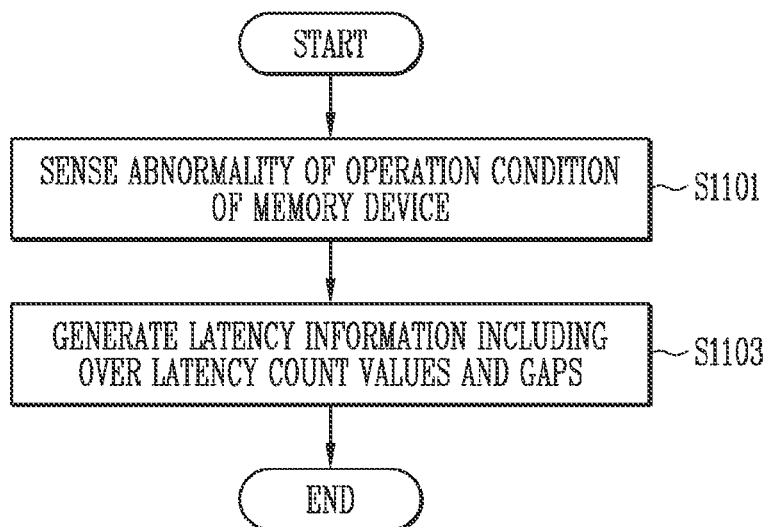 START
SENSE ABNORMALITY OF OPERATION CONDITION
OF MEMORY DEVICE
S1101
GENERATE LATENCY INFORMATION INCLUDING
OVER LATENCY COUNT VALUES AND GAPS
S1103
END